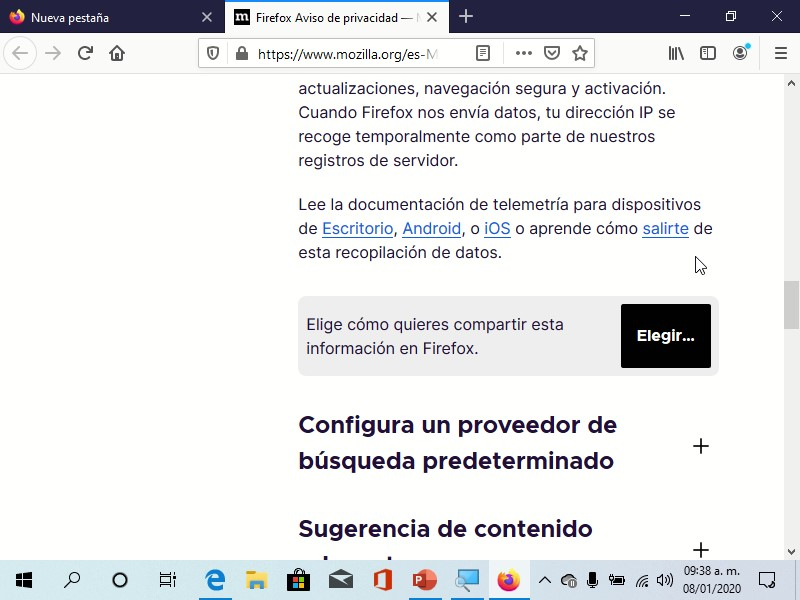 Nueva pestaña
Firefox Aviso de privacidad —
https://www.mozilla.org/es-M
actualizaciones, navegación segura y activación.
Cuando Firefox nos envía datos, tu dirección IP se
recoge temporalmente como parte de nuestros
registros de servidor.
Lee la documentación de telemetría para dispositivos
de Escritorio, Android, o iOS o aprende cómo salirte de
esta recopilación de datos.
Elige cómo quieres compartir esta
información en Firefox.
Elegir...
Configura un proveedor de
búsqueda predeterminado
Sugerencia de contenido
09:38 a. m.
08/01/2020